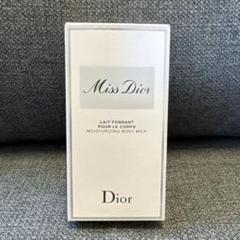 Miss Dior
LAIT FONDANT
POUR LE CORPS
MOISTURIZING BODY MILK
Dior